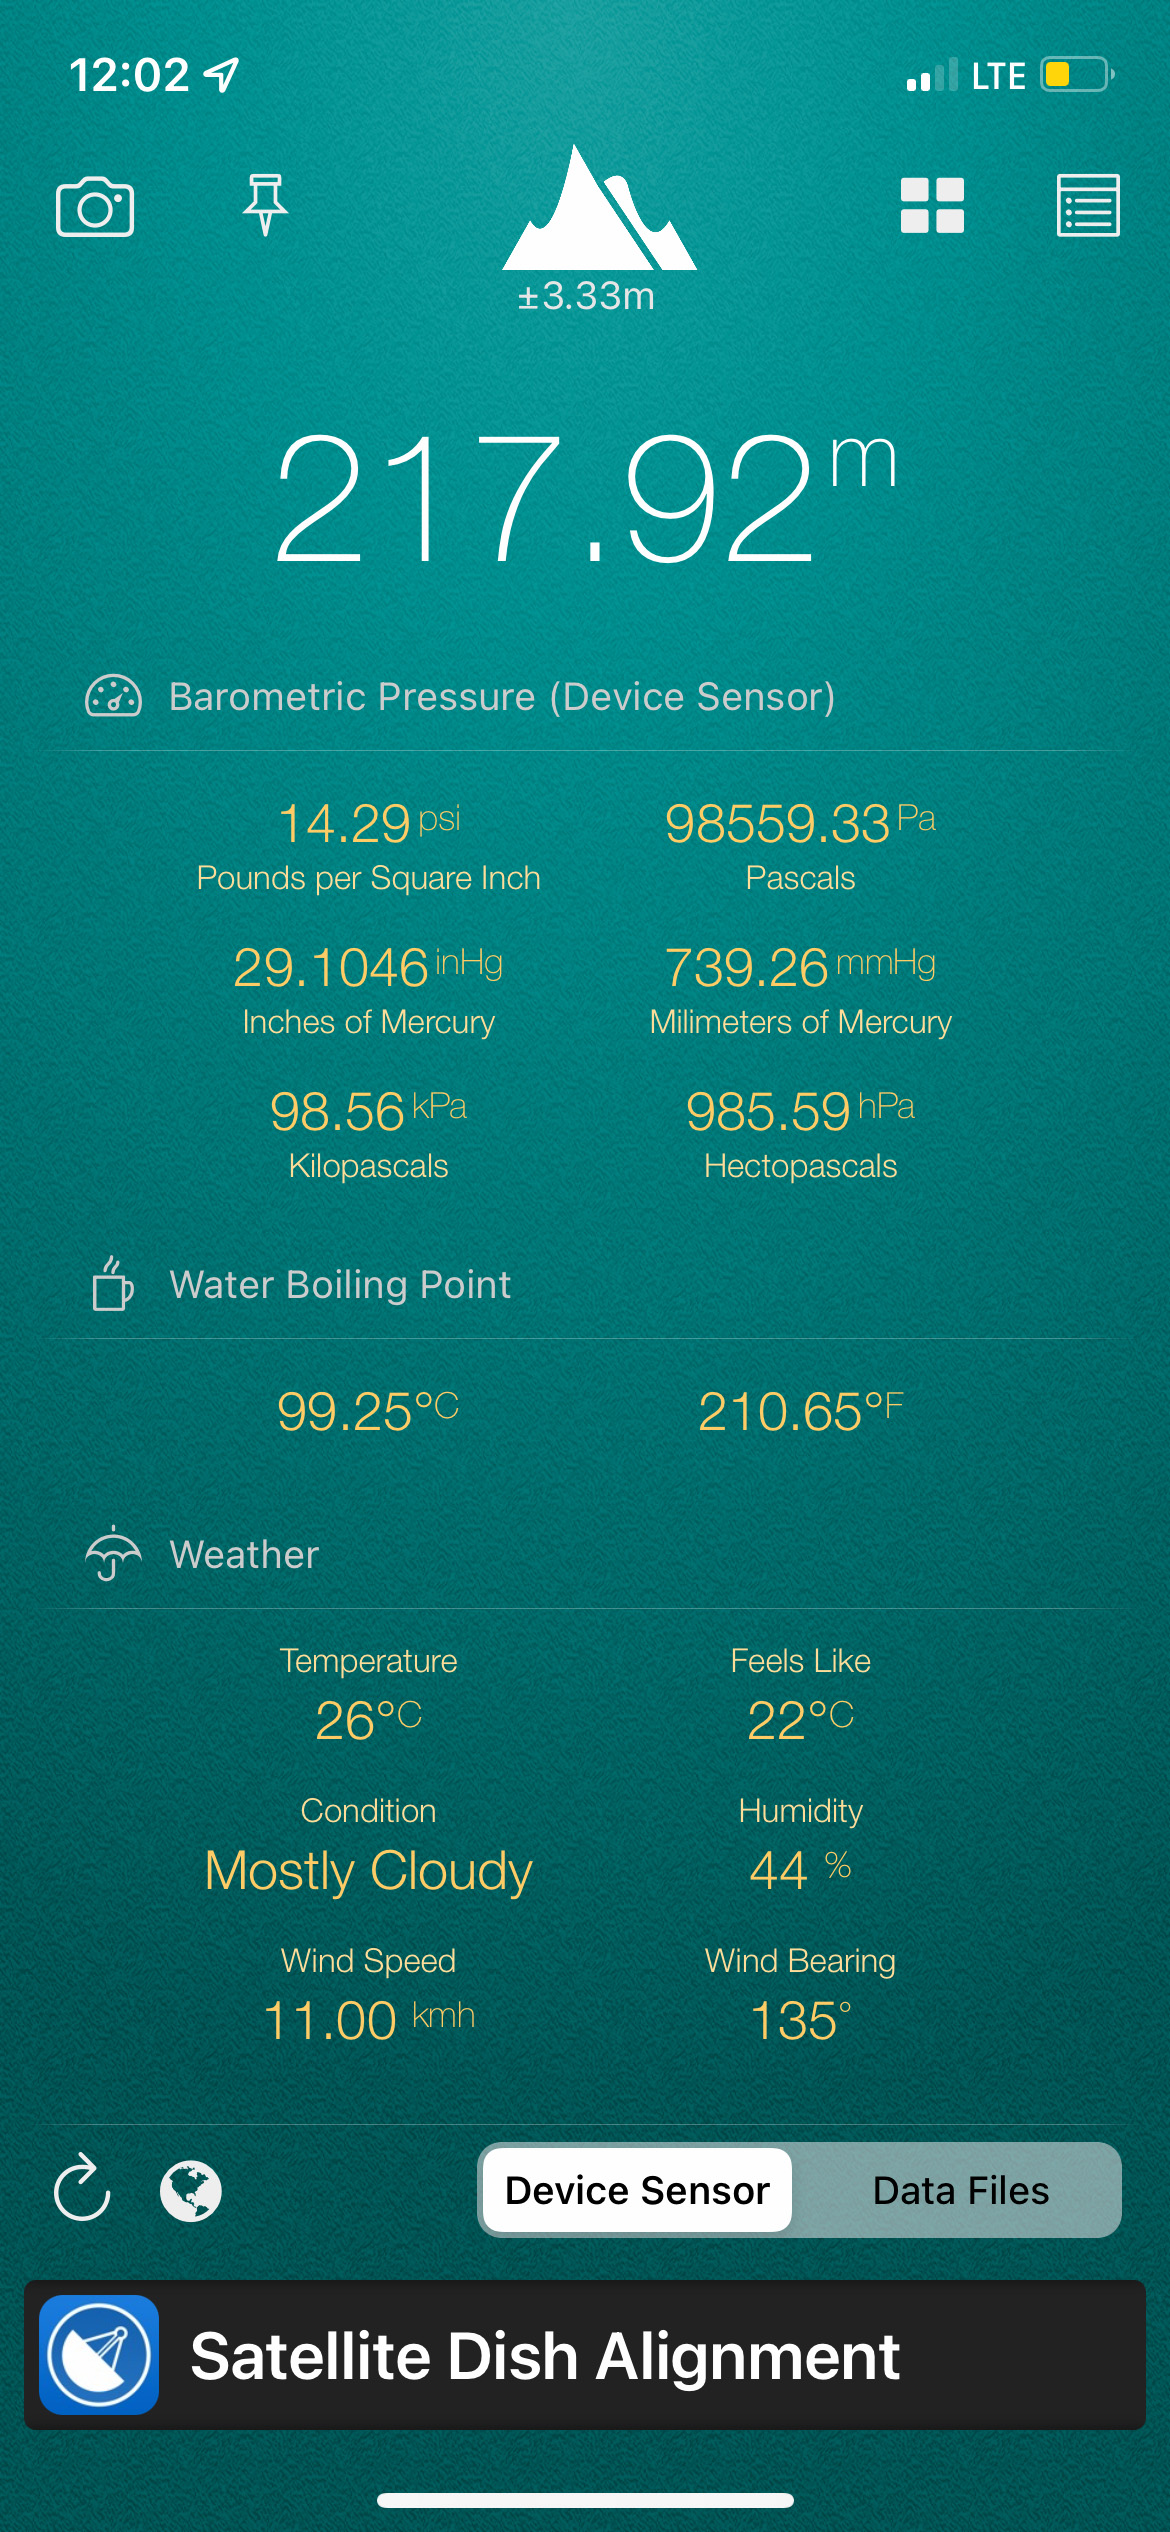 12:02 LTE
±3.33m
217.92 m
Barometric Pressure (Device Sensor)
14.29 psi 98559.33 Pa
Pounds per Square Inch Pascals
29.1046 inHg 739.26 mmHg
Inches of Mercury Milimeters of Mercury
98.56 kPa 985.59 hPa
Kilopascals Hectopascals
Water Boiling Point
99.25°C 210.65°F
Weather
Temperature Feels Like
26°C 22°C
Condition Humidity
Mostly Cloudy 44 %
Wind Speed Wind Bearing
11.00 kmh 135°
Device Sensor Data Files
Satellite Dish Alignment